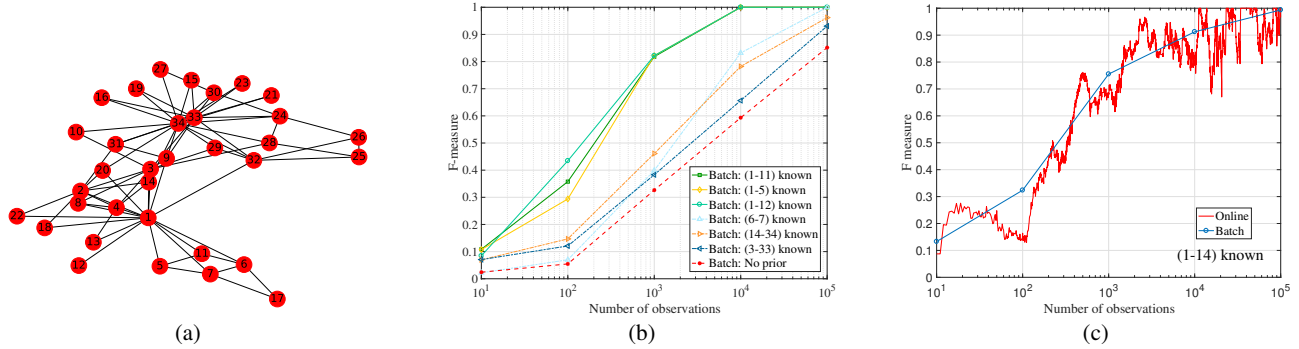 27
15
23
19
30
16
21
33
24
34
10
26
28
31
29
25
9
32
3
20
14
2
8
4
22
1
18
13
11
12
5
6
7
17
(a)
F-measure
1
0.9
0.8
0.7
0.6
0.5
0.4
0.3
0.2
0.1
0
Batch: (1-11) known
Batch: (1-5) known
Batch: (1-12) known
Batch: (6-7) known
Batch: (14-34) known
Batch: (3-33) known
Batch: No prior
10^1 10^2 10^3 10^4 10^5
Number of observations
(b)
F measure
1
0.9
0.8
0.7
0.6
0.5
0.4
0.3
0.2
0.1
0
Online
Batch
(1-14) known
10^1 10^2 10^3 10^4 10^5
Number of observations
(c)